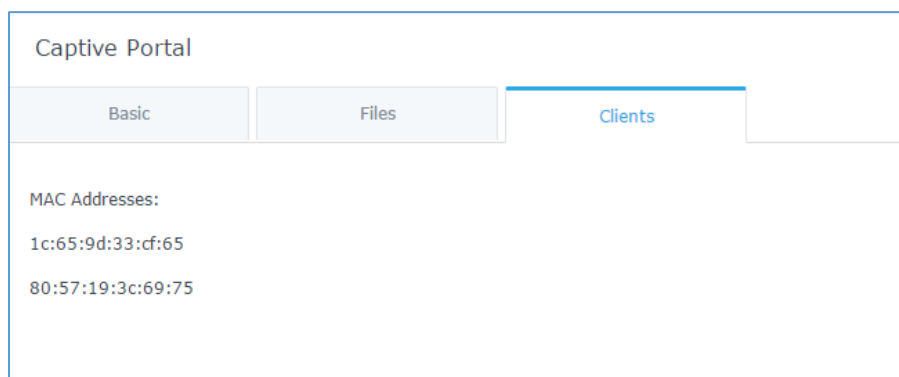 Captive Portal
Basic Files Clients
MAC Addresses:
1c:65:9d:33:cf:65
80:57:19:3c:69:75